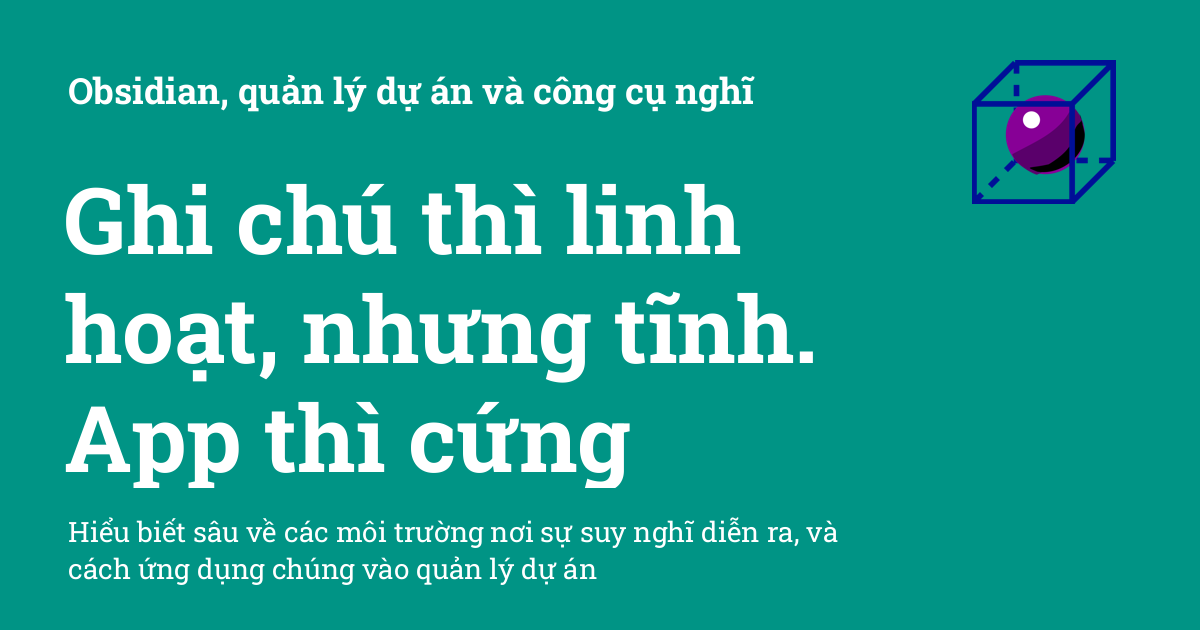 Obsidian, quản lý dự án và công cụ nghĩ
Ghi chú thì linh
hoạt, nhưng tĩnh.
App thì cứng
Hiểu biết sâu về các môi trường nơi sự suy nghĩ diễn ra, và
cách ứng dụng chúng vào quản lý dự án